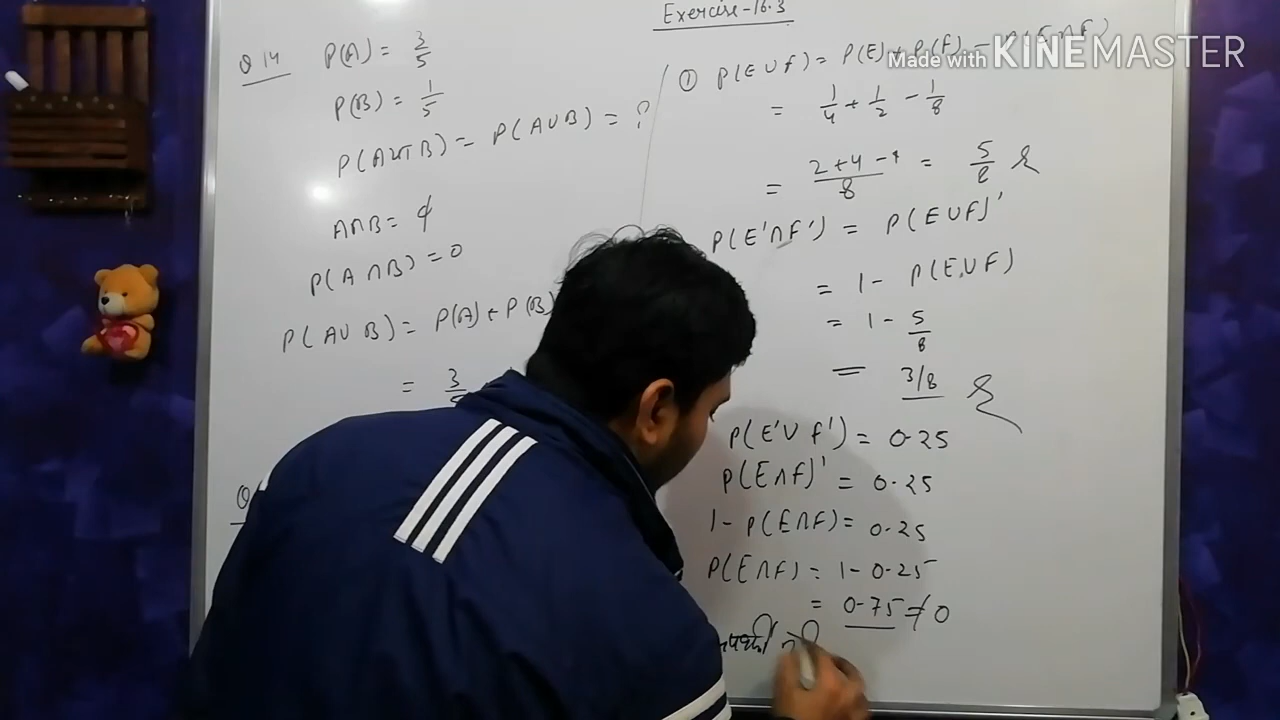 Exercise-16.3
Q 14
P(A) = 3/5
P(B) = 1/5
P(A या B) = P(A∪B) = ?
A∩B = ϕ
P(A∩B) = 0
P(A∪B) = P(A) + P(B)
= 3/
Q
① P(E∪F) = P(E) + P(F) - P(E∩F)
= 1/4 + 1/2 - 1/8
= (2+4-1)/8 = 5/8
P(E'∩F') = P(E∪F)'
= 1 - P(E∪F)
= 1 - 5/8
= 3/8
P(E'∪F') = 0.25
P(E∩F)' = 0.25
1 - P(E∩F) = 0.25
P(E∩F) = 1 - 0.25
= 0.75 ≠ 0
Made with KINEMASTER